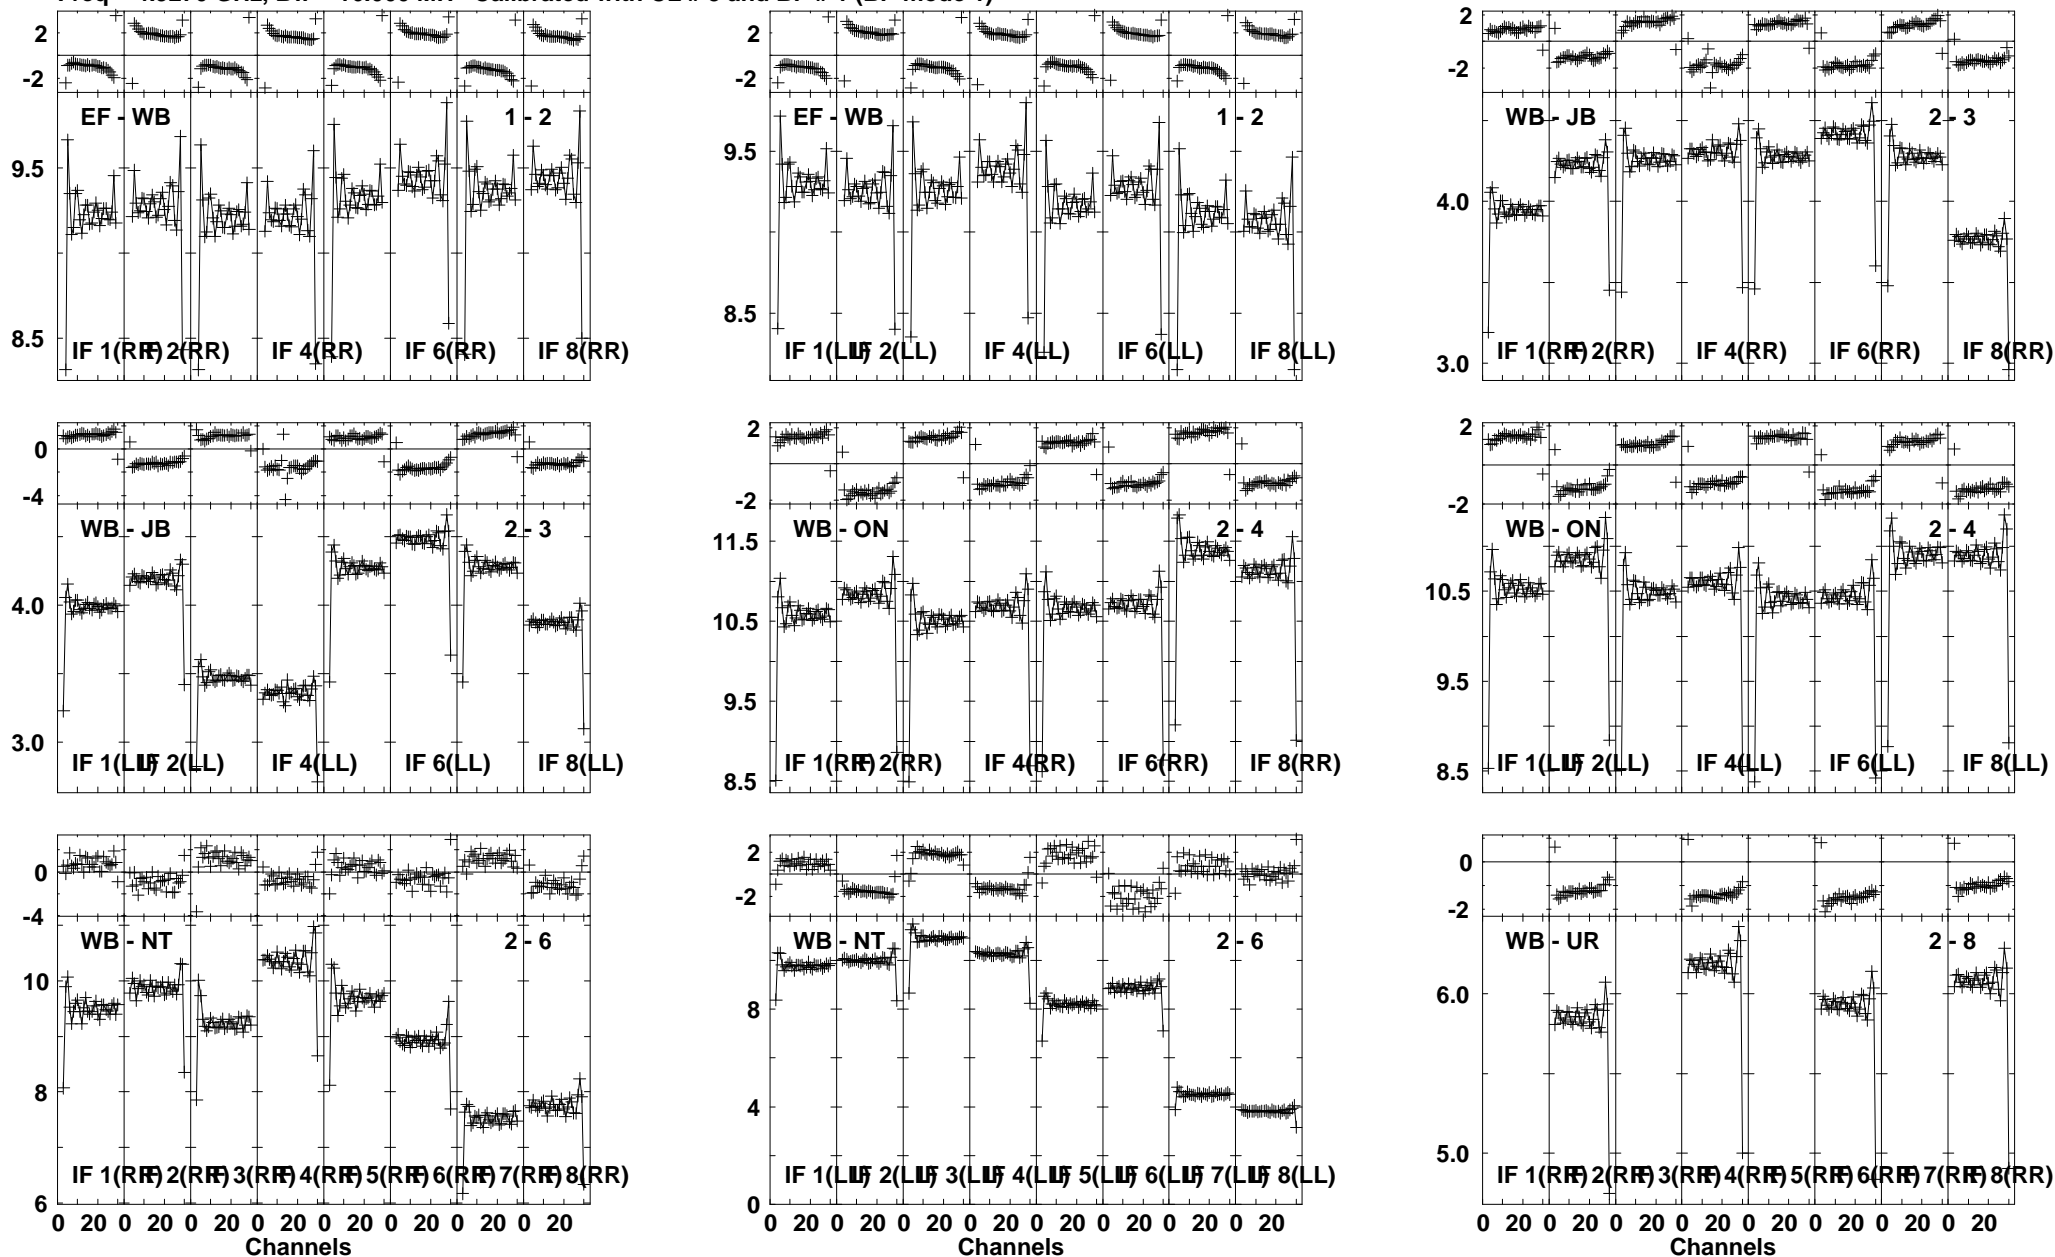 2
-2
EF - WB 1 - 2
9.5
8.5
IF 1(RR) IF 2(RR) IF 4(RR) IF 6(RR) IF 8(RR)
2
-2
EF - WB 1 - 2
9.5
8.5
IF 1(LL) IF 2(LL) IF 4(LL) IF 6(LL) IF 8(LL)
2
-2
WB - JB 2 - 3
4.0
3.0
IF 1(RR) IF 2(RR) IF 4(RR) IF 6(RR) IF 8(RR)
0
-4
WB - JB 2 - 3
4.0
3.0
IF 1(LL) IF 2(LL) IF 4(LL) IF 6(LL) IF 8(LL)
2
-2
WB - ON 2 - 4
11.5
10.5
9.5
8.5
IF 1(RR) IF 2(RR) IF 4(RR) IF 6(RR) IF 8(RR)
2
-2
WB - ON 2 - 4
10.5
9.5
8.5
IF 1(LL) IF 2(LL) IF 4(LL) IF 6(LL) IF 8(LL)
0
-4
WB - NT 2 - 6
10
8
6
IF 1(RR) IF 2(RR) IF 3(RR) IF 4(RR) IF 5(RR) IF 6(RR) IF 7(RR) IF 8(RR)
0 20 0 20 0 20 0 20 0 20 0 20 0 20 0 20
Channels
2
-2
WB - NT 2 - 6
8
4
0
IF 1(LL) IF 2(LL) IF 3(LL) IF 4(LL) IF 5(LL) IF 6(LL) IF 7(LL) IF 8(LL)
0 20 0 20 0 20 0 20 0 20 0 20 0 20 0 20
Channels
0
-2
WB - UR 2 - 8
6.0
5.0
IF 1(RR) IF 2(RR) IF 3(RR) IF 4(RR) IF 5(RR) IF 6(RR) IF 7(RR) IF 8(RR)
0 20 0 20 0 20 0 20 0 20 0 20 0 20 0 20
Channels